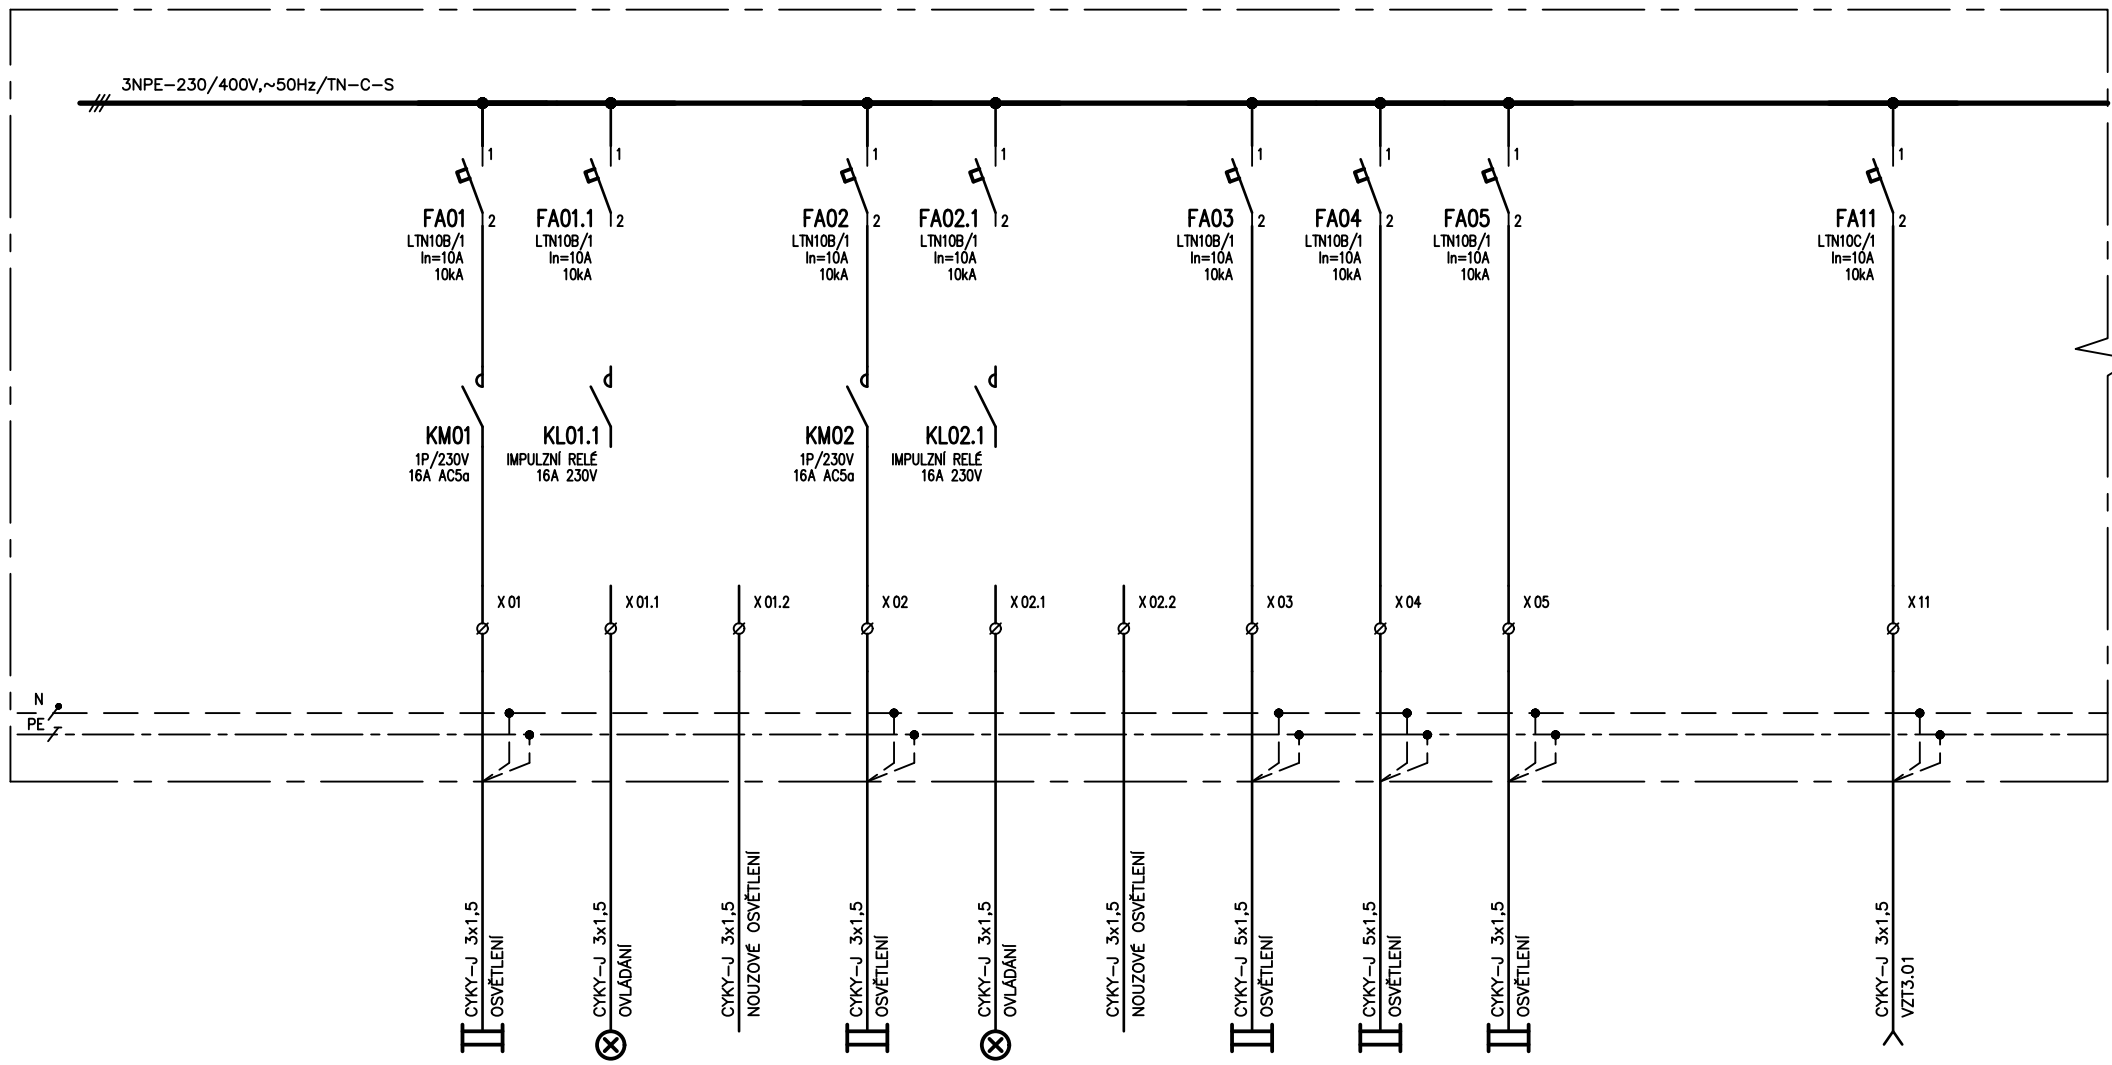 3NPE-230/400V,~50Hz/TN-C-S
1
1
1
1
1
1
1
1
FA01
2
LTN10B/1
In=10A
10kA
FA01.1
2
LTN10B/1
In=10A
10kA
FA02
2
LTN10B/1
In=10A
10kA
FA02.1
2
LTN10B/1
In=10A
10kA
FA03
2
LTN10B/1
In=10A
10kA
FA04
2
LTN10B/1
In=10A
10kA
FA05
2
LTN10B/1
In=10A
10kA
FA11
2
LTN10C/1
In=10A
10kA
KM01
1P/230V
16A AC5a
KL01.1
IMPULZNÍ RELÉ
16A 230V
KM02
1P/230V
16A AC5a
KL02.1
IMPULZNÍ RELÉ
16A 230V
X 01
X 01.1
X 01.2
X 02
X 02.1
X 02.2
X 03
X 04
X 05
X 11
N
PE
CYKY-J 3x1,5
OSVĚTLENÍ
CYKY-J 3x1,5
OVLÁDÁNÍ
CYKY-J 3x1,5
NOUZOVÉ OSVĚTLENÍ
CYKY-J 3x1,5
OSVĚTLENÍ
CYKY-J 3x1,5
OVLÁDÁNÍ
CYKY-J 3x1,5
NOUZOVÉ OSVĚTLENÍ
CYKY-J 5x1,5
OSVĚTLENÍ
CYKY-J 5x1,5
OSVĚTLENÍ
CYKY-J 3x1,5
OSVĚTLENÍ
CYKY-J 3x1,5
VZT3.01